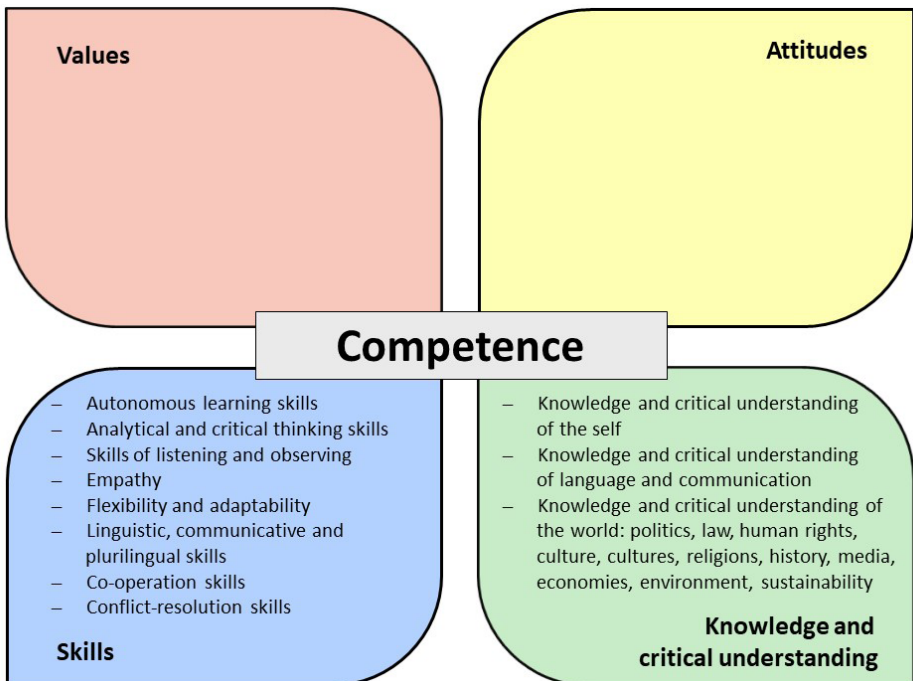 Values
Attitudes
Competence
– Autonomous learning skills
– Analytical and critical thinking skills
– Skills of listening and observing
– Empathy
– Flexibility and adaptability
– Linguistic, communicative and
plurilingual skills
– Co-operation skills
– Conflict-resolution skills
Skills
– Knowledge and critical understanding
of the self
– Knowledge and critical understanding
of language and communication
– Knowledge and critical understanding of
the world: politics, law, human rights,
culture, cultures, religions, history, media,
economies, environment, sustainability
Knowledge and
critical understanding